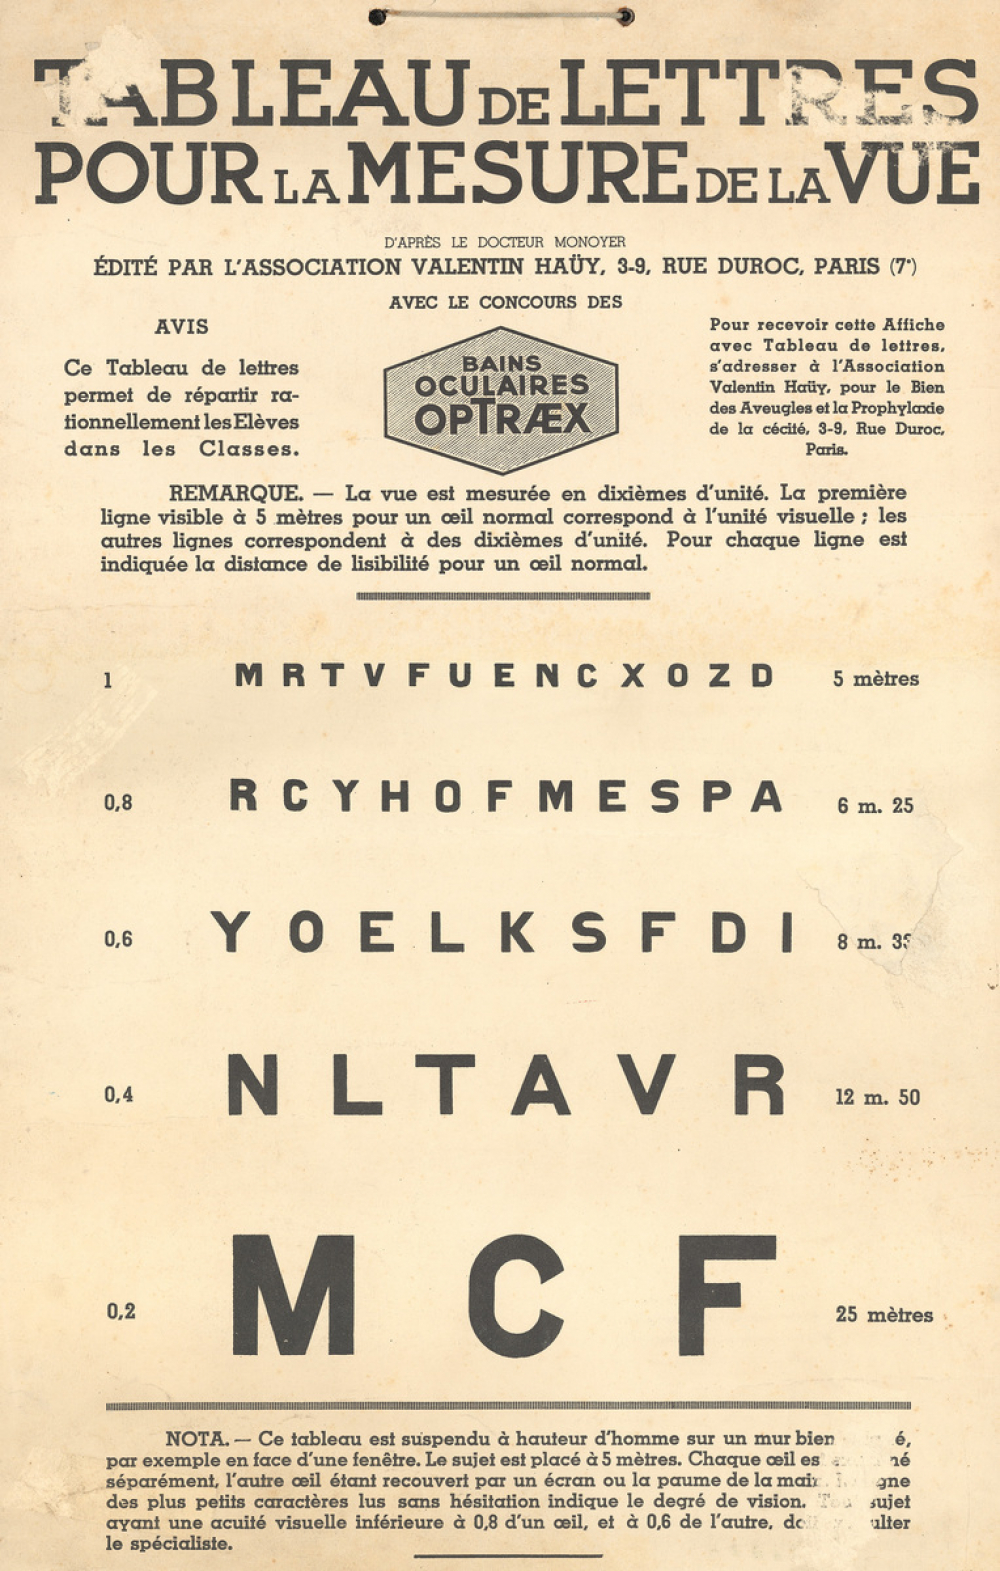 TABLEAU DE LETTRES
POUR LA MESURE DE LA VUE
D'APRÈS LE DOCTEUR MONOYER
ÉDITÉ PAR L'ASSOCIATION VALENTIN HAÜY, 3-9, RUE DUROC, PARIS (7e)
AVEC LE CONCOURS DES
AVIS
Ce Tableau de lettres
permet de répartir ra-
tionnellement les Elèves
dans les Classes.
BAINS
OCULAIRES
OPTRÆX
Pour recevoir cette Affiche
avec Tableau de lettres,
s'adresser à l'Association
Valentin Haüy, pour le Bien
des Aveugles et la Prophylaxie
de la cécité, 3-9, Rue Duroc,
Paris.
REMARQUE. — La vue est mesurée en dixièmes d'unité. La première
ligne visible à 5 mètres pour un œil normal correspond à l'unité visuelle ; les
autres lignes correspondent à des dixièmes d'unité. Pour chaque ligne est
indiquée la distance de lisibilité pour un œil normal.
1 M R T V F U E N C X O Z D 5 mètres
0,8 R C Y H O F M E S P A 6 m. 25
0,6 Y O E L K S F D I 8 m. 33
0,4 N L T A V R 12 m. 50
0,2 M C F 25 mètres
NOTA. — Ce tableau est suspendu à hauteur d'homme sur un mur bien
par exemple en face d'une fenêtre. Le sujet est placé à 5 mètres. Chaque œil
séparément, l'autre œil étant recouvert par un écran ou la paume de la main.
des plus petits caractères lus sans hésitation indique le degré de vision. sujet
ayant une acuité visuelle inférieure à 0,8 d'un œil, et à 0,6 de l'autre,
le spécialiste.